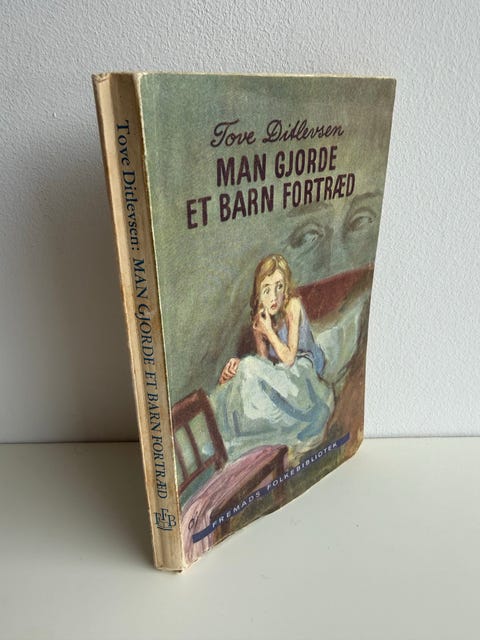 Tove Ditlevsen
MAN GJORDE
ET BARN FORTRÆD
FREMADS FOLKEBIBLIOTEK
Tove Ditlevsen: MAN GJORDE ET BARN FORTRÆD
FFB